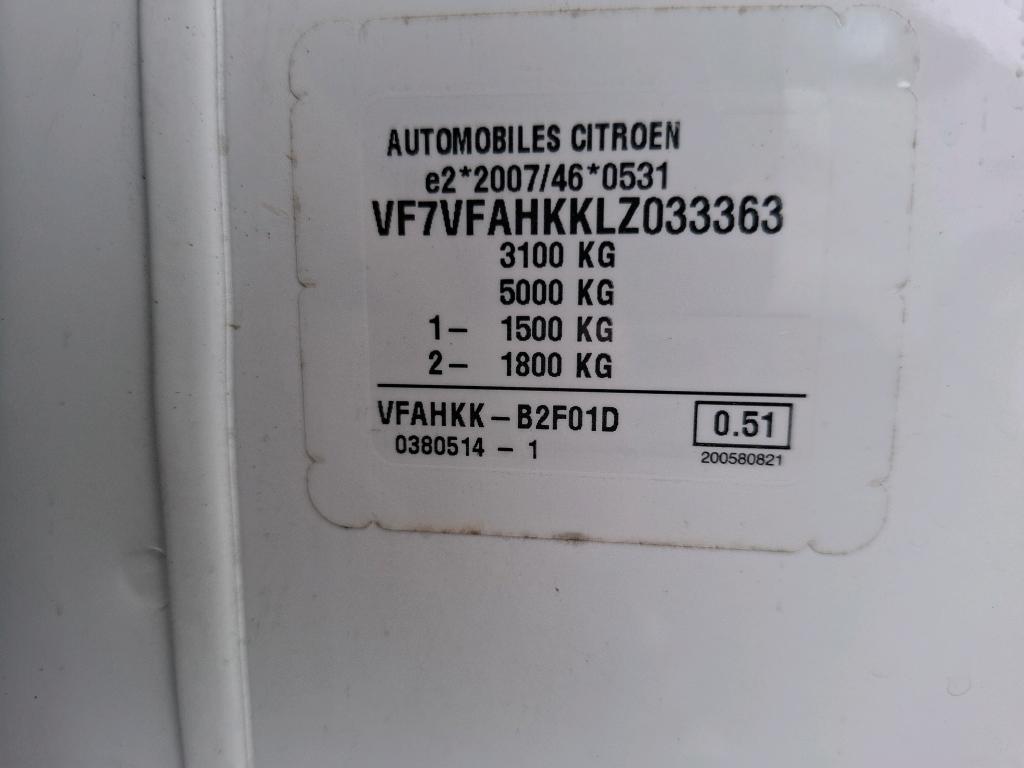 AUTOMOBILES CITROEN
e2*2007/46*0531
VF7VFAHKKLZ033363
3100 KG
5000 KG
1- 1500 KG
2- 1800 KG
VFAHKK-B2F01D
0.51
0380514 - 1
200580821